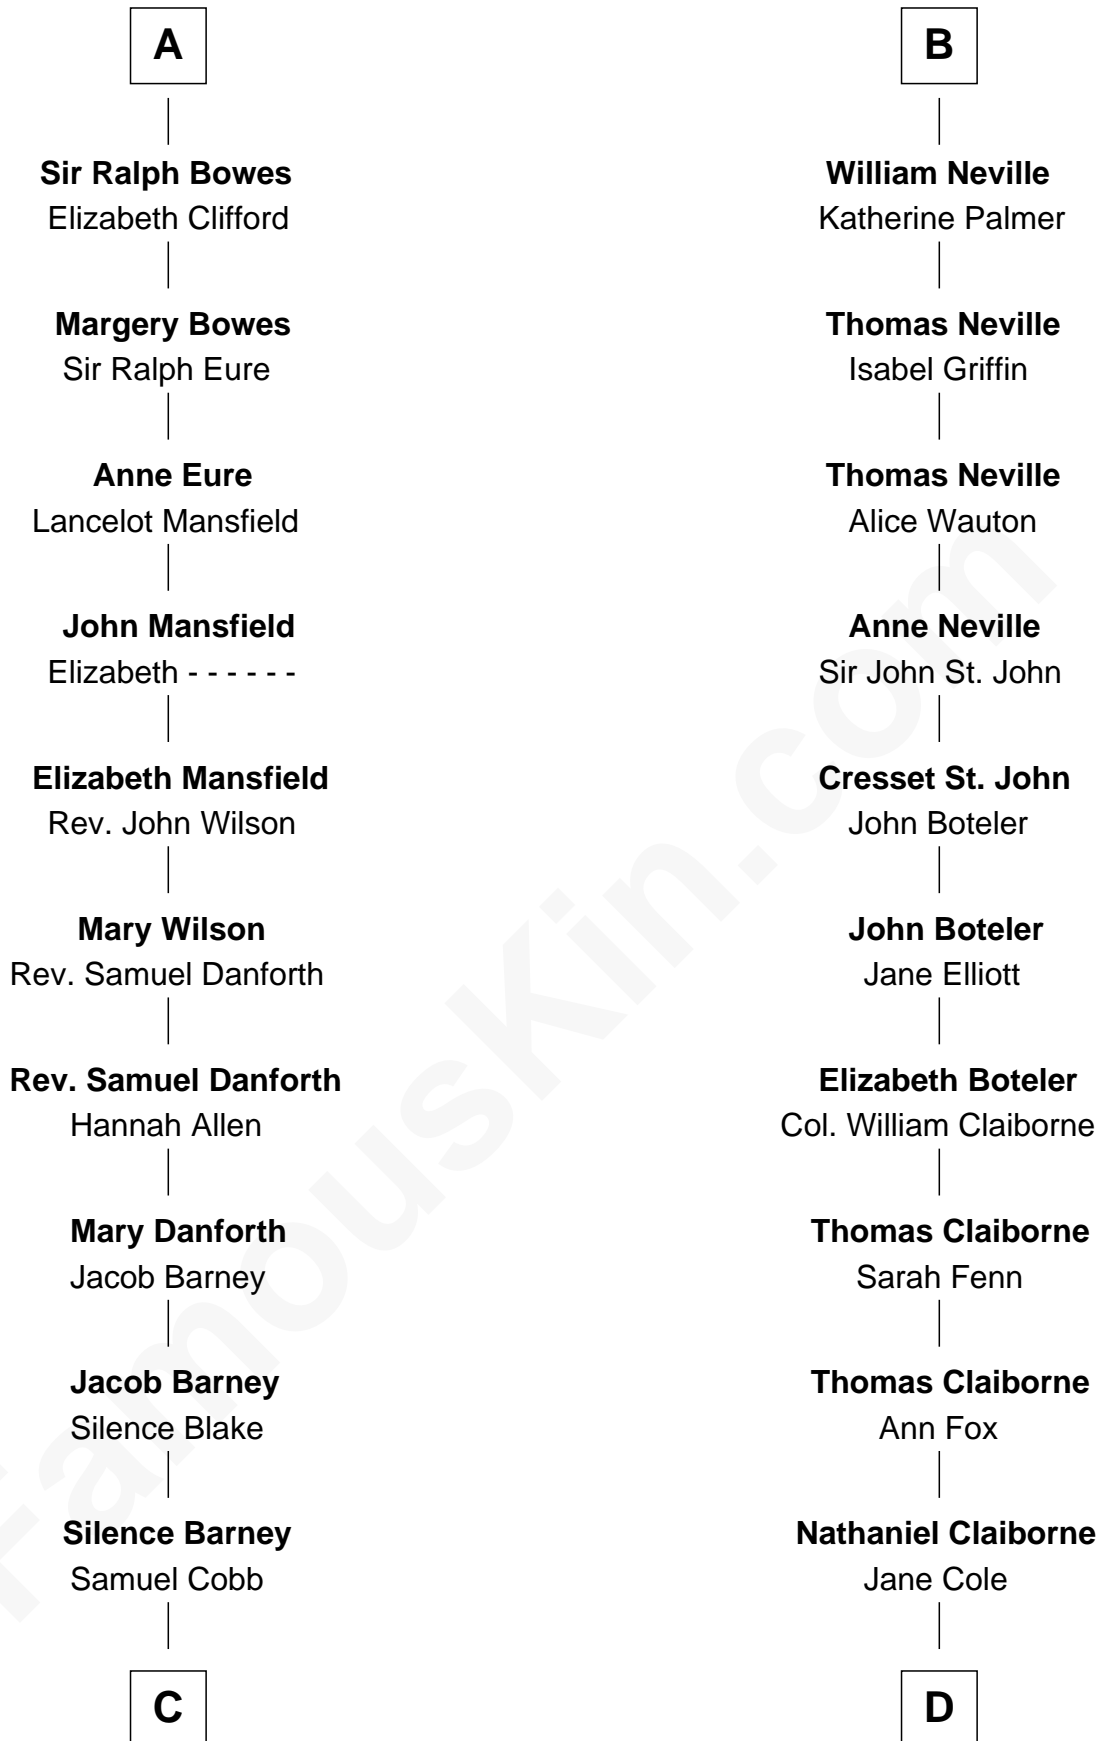 A
Sir Ralph Bowes
Elizabeth Clifford
Margery Bowes
Sir Ralph Eure
Anne Eure
Lancelot Mansfield
John Mansfield
Elizabeth - - - - - -
Elizabeth Mansfield
Rev. John Wilson
Mary Wilson
Rev. Samuel Danforth
Rev. Samuel Danforth
Hannah Allen
Mary Danforth
Jacob Barney
Jacob Barney
Silence Blake
Silence Barney
Samuel Cobb
C
B
William Neville
Katherine Palmer
Thomas Neville
Isabel Griffin
Thomas Neville
Alice Wauton
Anne Neville
Sir John St. John
Cresset St. John
John Boteler
John Boteler
Jane Elliott
Elizabeth Boteler
Col. William Claiborne
Thomas Claiborne
Sarah Fenn
Thomas Claiborne
Ann Fox
Nathaniel Claiborne
Jane Cole
D
FamousKin.com